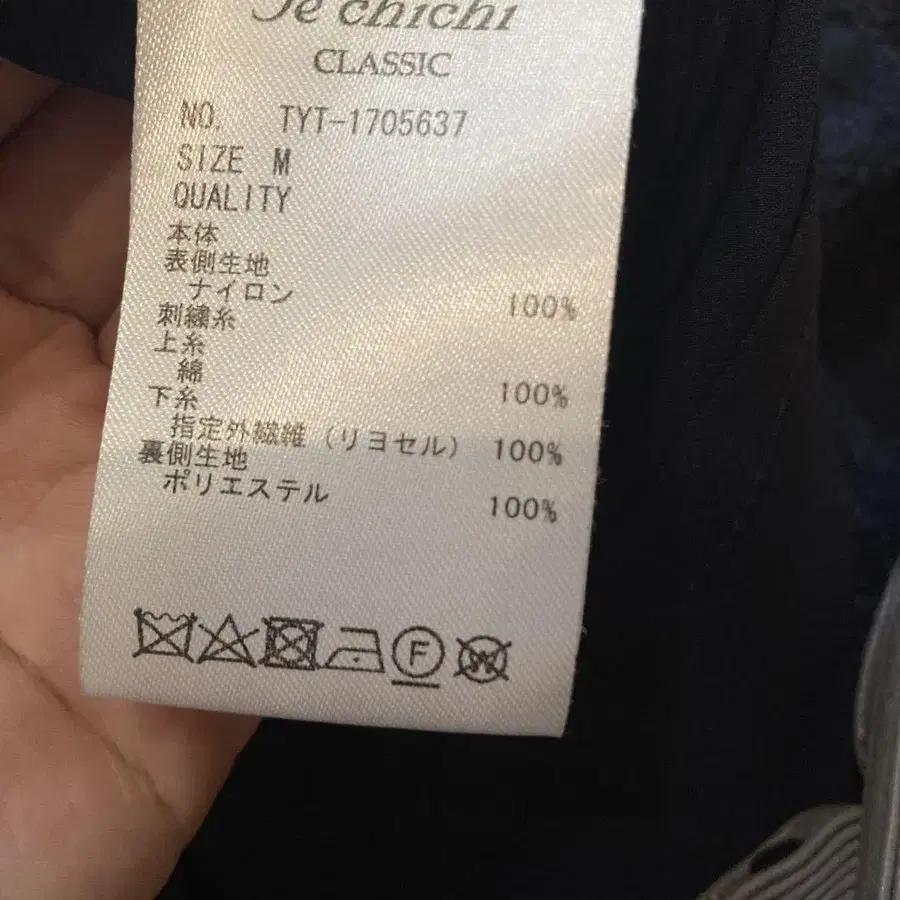 Te chichi
CLASSIC
NO. TYT-1705637
SIZE M
QUALITY
本体
表側生地
ナイロン 100%
刺繍糸
上糸
綿 100%
下糸
指定外繊維(リヨセル) 100%
裏側生地
ポリエステル 100%
F
W